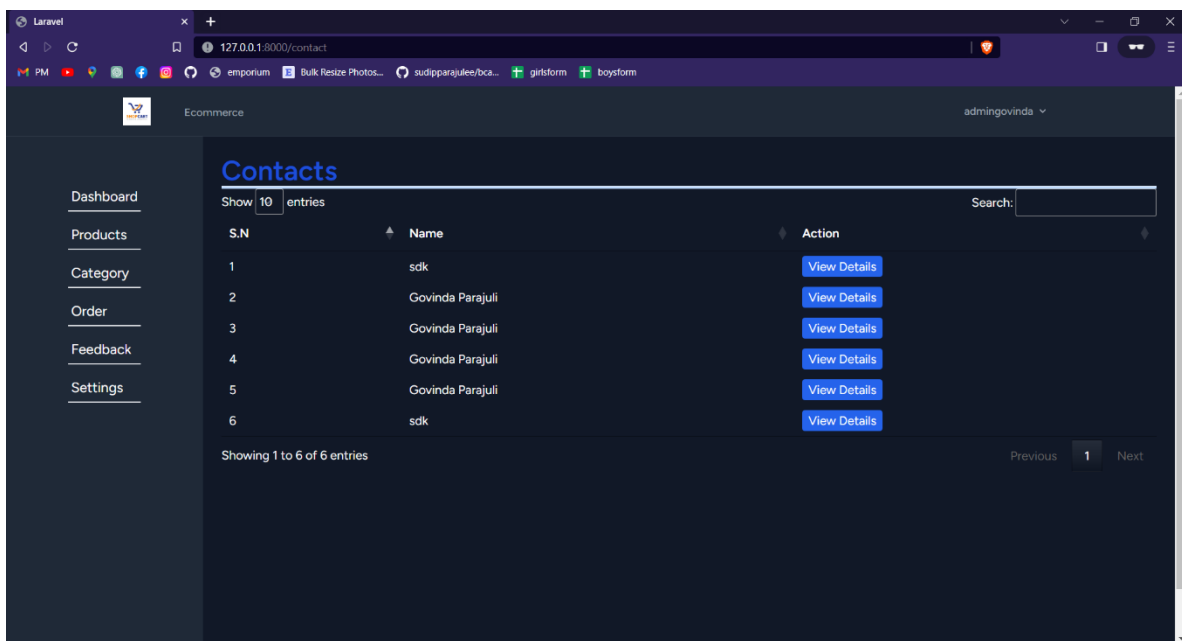 Laravel
127.0.0.1:8000/contact
PM emporium E Bulk Resize Photos... sudipparajulee/bca... girlsform boysform
Ecommerce admingovinda
Contacts
Dashboard
Show 10 entries Search:
Products
S.N Name Action
Category
1 sdk View Details
2 Govinda Parajuli View Details
Order
3 Govinda Parajuli View Details
Feedback
4 Govinda Parajuli View Details
Settings
5 Govinda Parajuli View Details
6 sdk View Details
Showing 1 to 6 of 6 entries Previous 1 Next